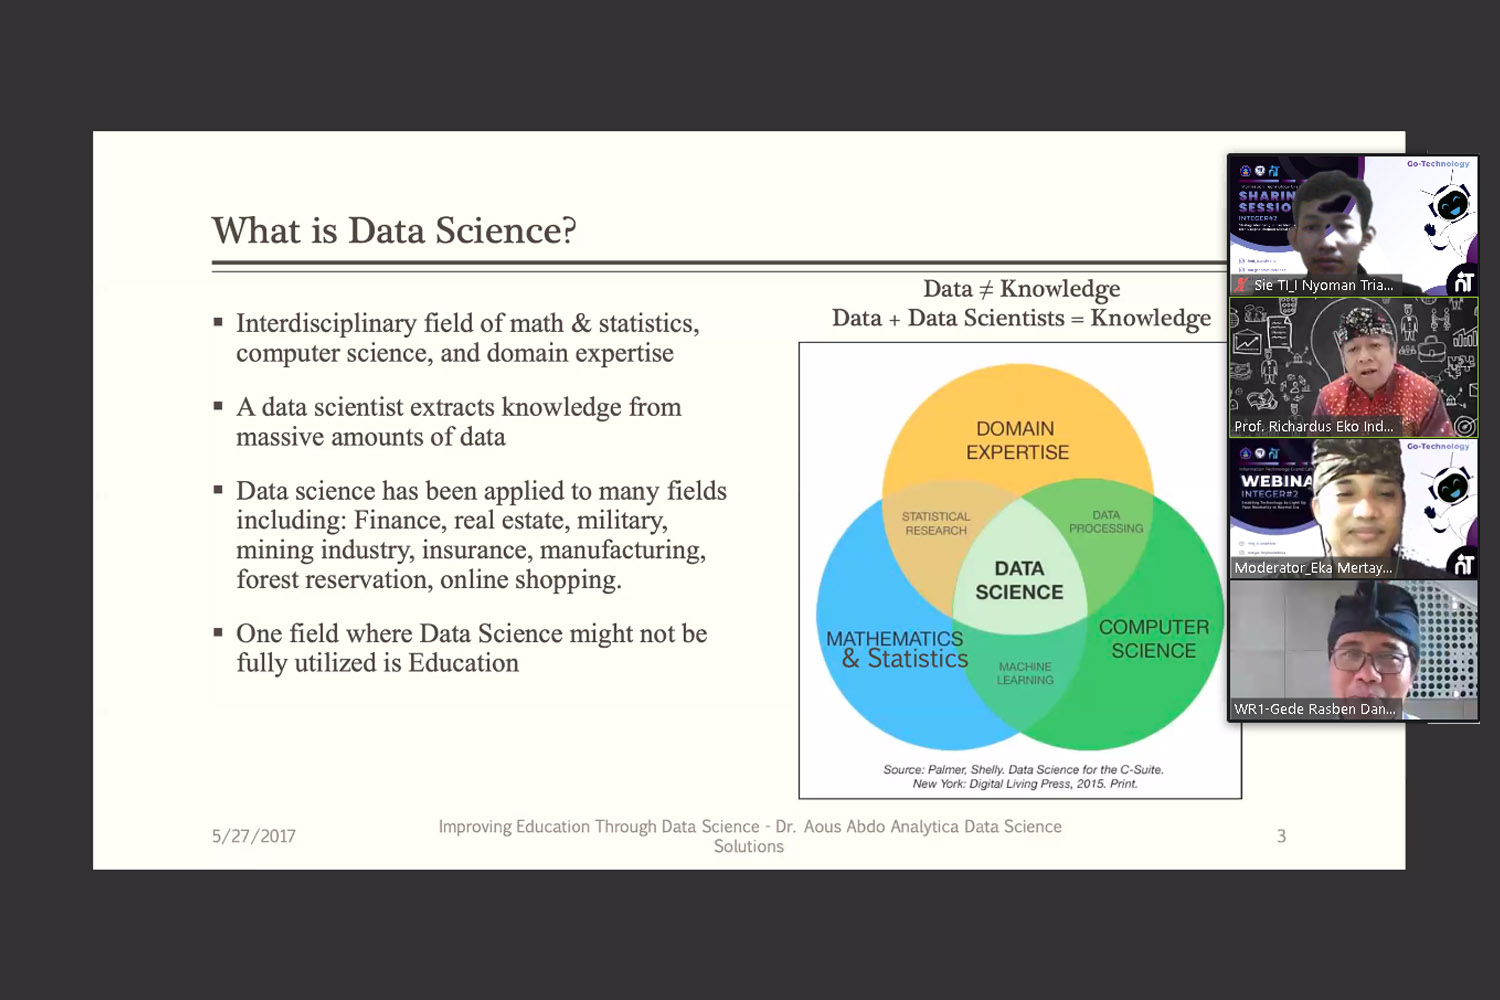 What is Data Science?
Data ≠ Knowledge
Data + Data Scientists = Knowledge
▪ Interdisciplinary field of math & statistics,
computer science, and domain expertise
▪ A data scientist extracts knowledge from
massive amounts of data
▪ Data science has been applied to many fields
including: Finance, real estate, military,
mining industry, insurance, manufacturing,
forest reservation, online shopping.
▪ One field where Data Science might not be
fully utilized is Education
DOMAIN
EXPERTISE
STATISTICAL
RESEARCH
DATA
PROCESSING
DATA
SCIENCE
MATHEMATICS
& Statistics
COMPUTER
SCIENCE
MACHINE
LEARNING
Source: Palmer, Shelly. Data Science for the C-Suite.
New York: Digital Living Press, 2015. Print.
5/27/2017
Improving Education Through Data Science - Dr. Aous Abdo Analytica Data Science
Solutions
3
Go-Technology
SHARIN
SESSIO
INTEGER#2
Sie TI_I Nyoman Tria...
Prof. Richardus Eko Ind...
Go-Technology
WEBINA
INTEGER#2
Moderator_Eka Mertay...
WR1-Gede Rasben Dan...